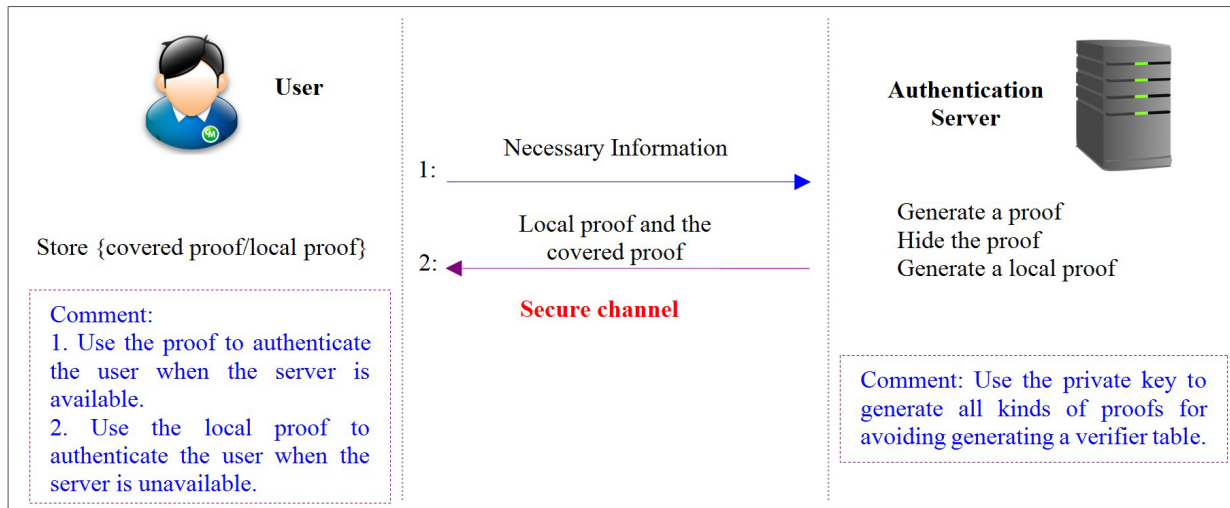 User
Authentication
Server
Necessary Information
1:
Generate a proof
Hide the proof
Generate a local proof
Store {covered proof/local proof}
Local proof and the
covered proof
2:
Secure channel
Comment:
1. Use the proof to authenticate
the user when the server is
available.
2. Use the local proof to
authenticate the user when the
server is unavailable.
Comment: Use the private key to
generate all kinds of proofs for
avoiding generating a verifier table.